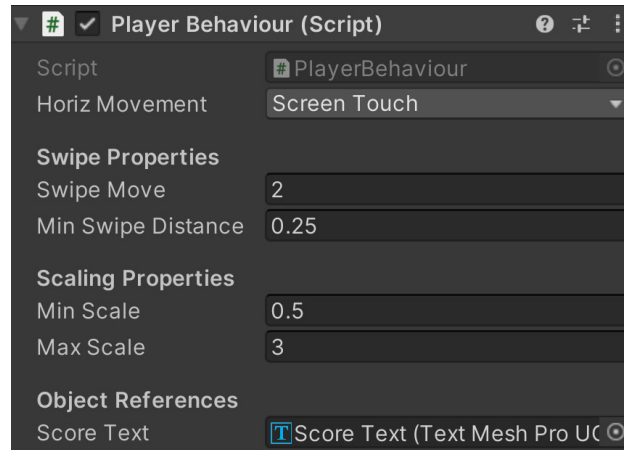 Player Behaviour (Script)
Script PlayerBehaviour
Horiz Movement Screen Touch
Swipe Properties
Swipe Move 2
Min Swipe Distance 0.25
Scaling Properties
Min Scale 0.5
Max Scale 3
Object References
Score Text Score Text (Text Mesh Pro